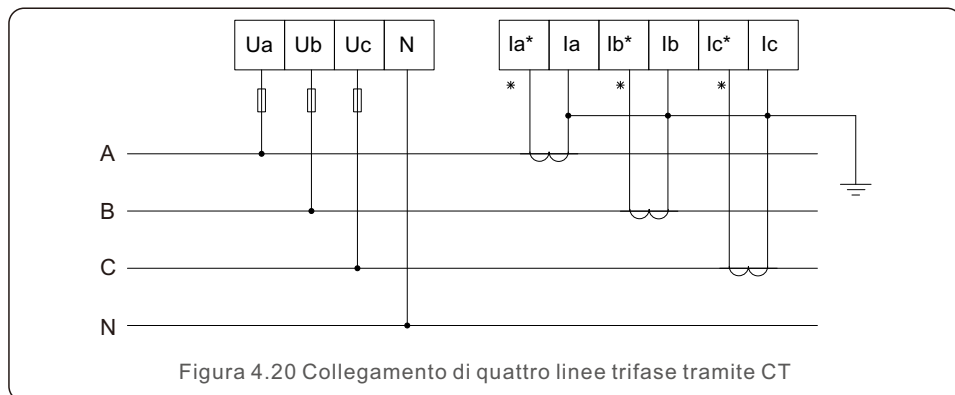 Ua Ub Uc N Ia* Ia Ib* Ib Ic* Ic
* * *
A
B
C
N
Figura 4.20 Collegamento di quattro linee trifase tramite CT